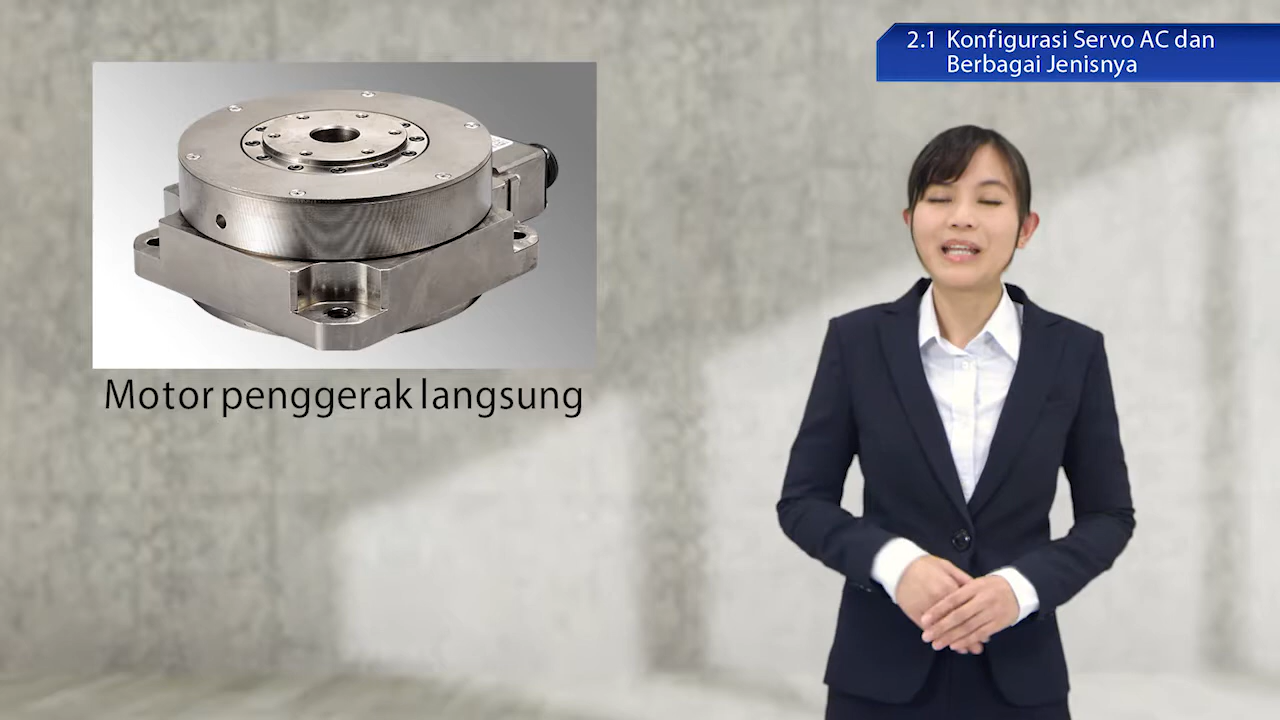 2.1 Konfigurasi Servo AC dan
Berbagai Jenisnya
Motor penggerak langsung